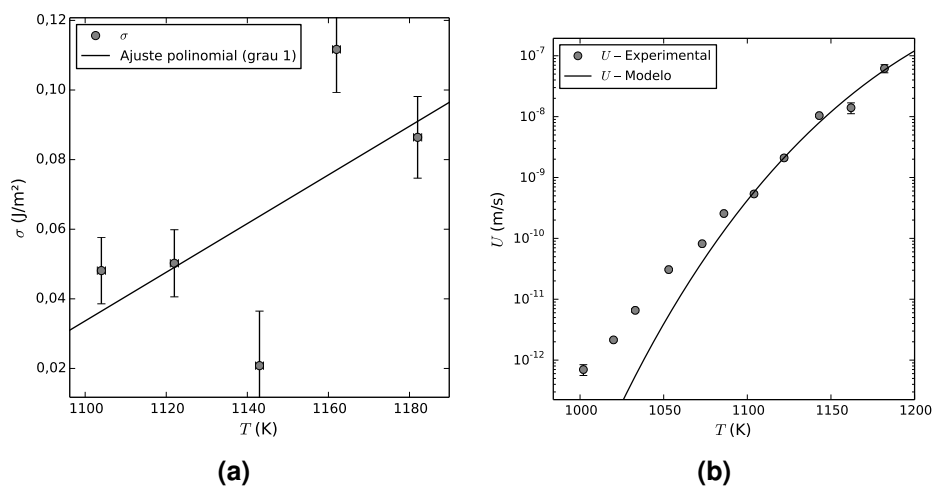 0,12
0,10
0,08
0,06
0,04
0,02
σ (J/m²)
σ
Ajuste polinomial (grau 1)
1100 1120 1140 1160 1180
T (K)
(a)
10⁻⁷
10⁻⁸
10⁻⁹
10⁻¹⁰
10⁻¹¹
10⁻¹²
U (m/s)
U − Experimental
U − Modelo
1000 1050 1100 1150 1200
T (K)
(b)